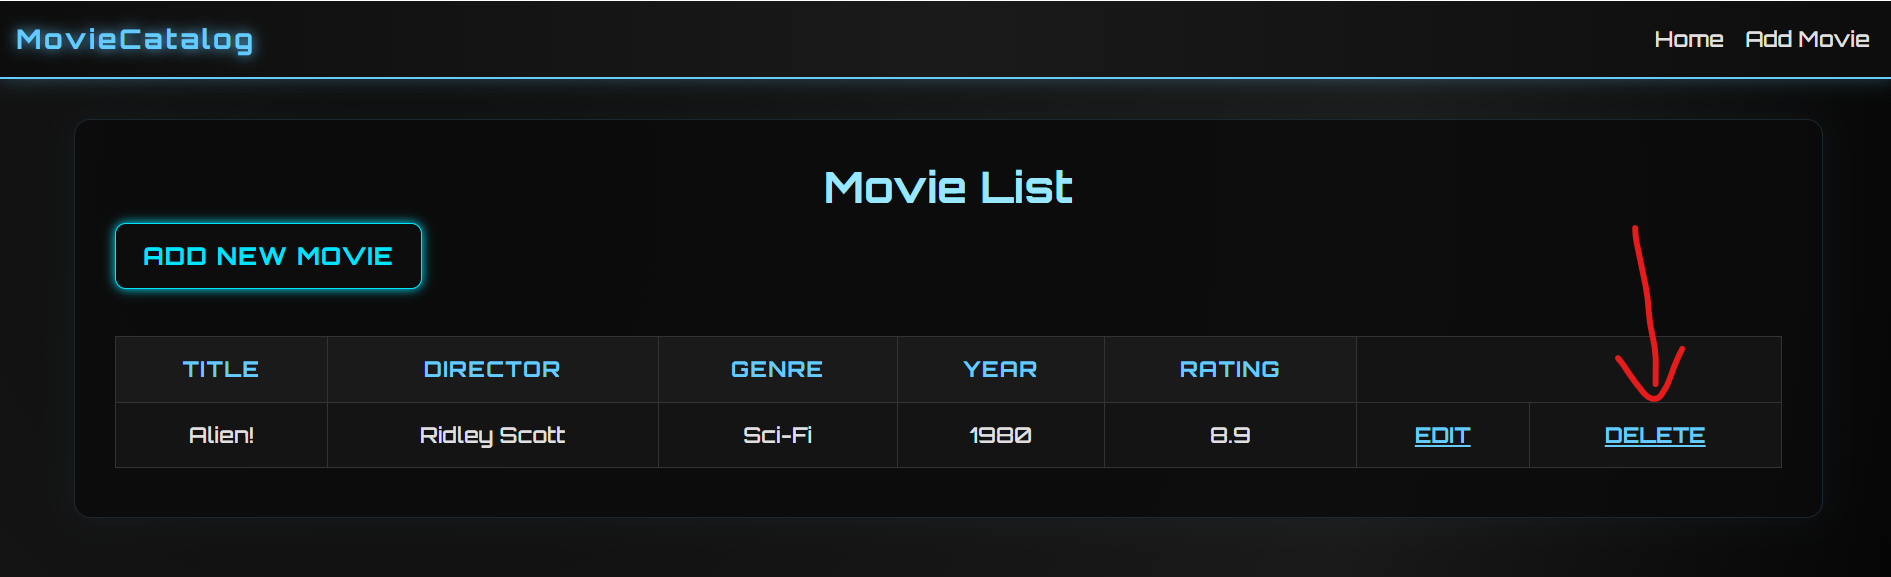 MovieCatalog Home Add Movie
Movie List
ADD NEW MOVIE
TITLE DIRECTOR GENRE YEAR RATING
Alien! Ridley Scott Sci-Fi 1980 8.9 EDIT DELETE